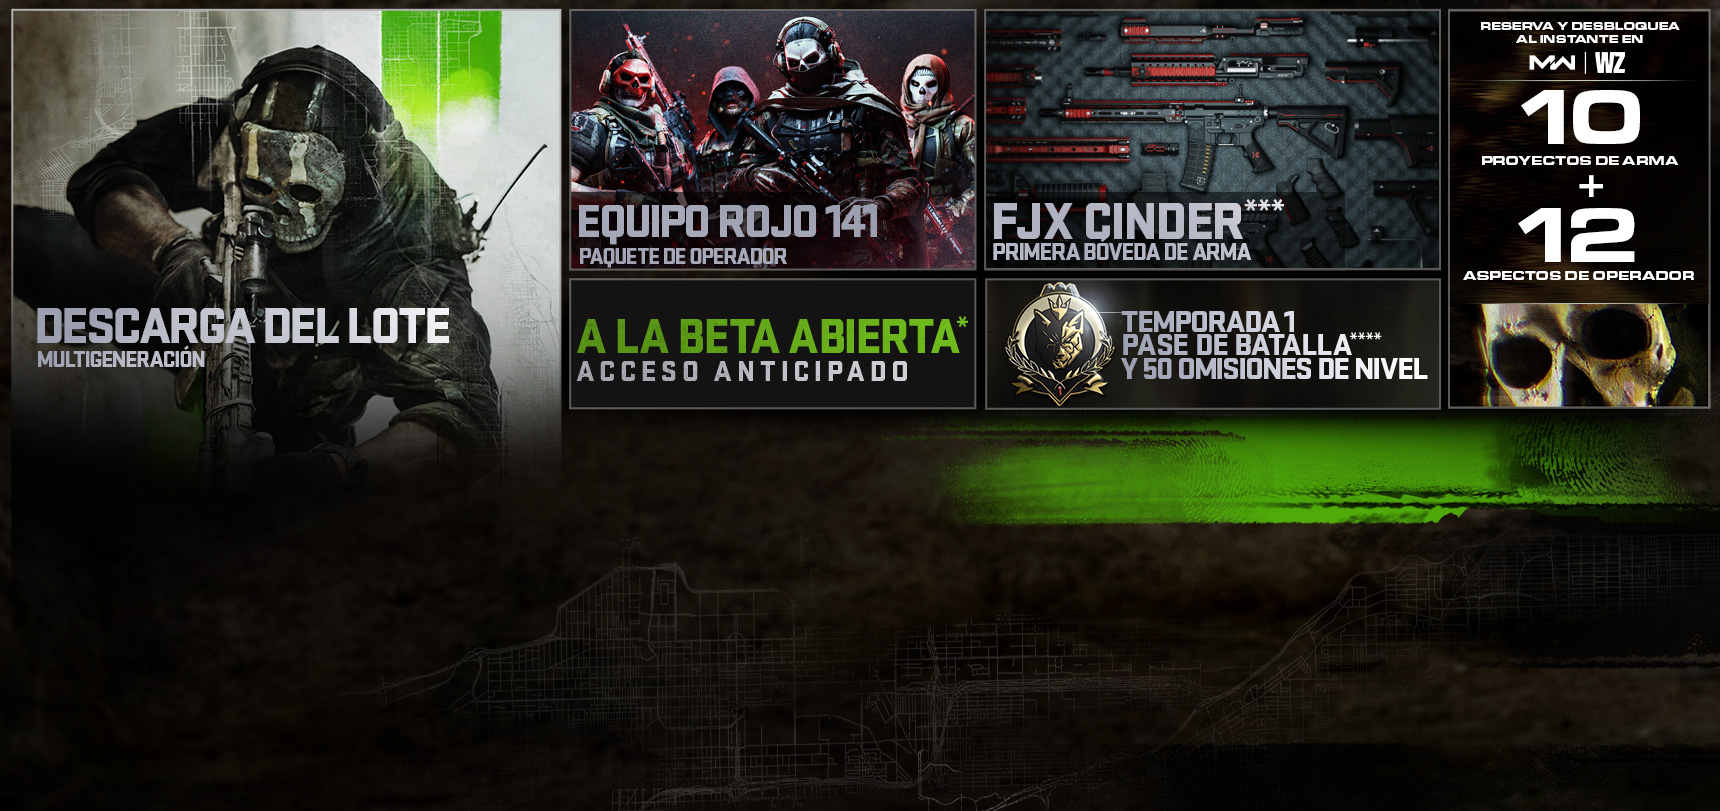 DESCARGA DEL LOTE
MULTIGENERACIÓN
EQUIPO ROJO 141
PAQUETE DE OPERADOR
FJX CINDER***
PRIMERA BÓVEDA DE ARMA
A LA BETA ABIERTA*
ACCESO ANTICIPADO
TEMPORADA 1
PASE DE BATALLA****
Y 50 OMISIONES DE NIVEL
1
RESERVA Y DESBLOQUEA
AL INSTANTE EN
MW | WZ
10
PROYECTOS DE ARMA
+
12
ASPECTOS DE OPERADOR